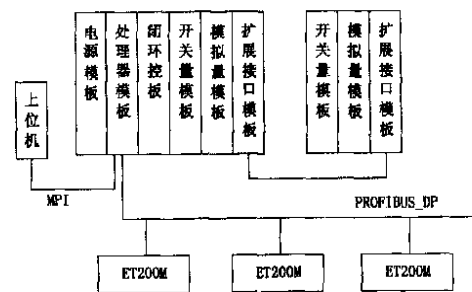 电源模板
处理器模板
闭环控板
开关量模板
模拟量模板
扩展接口模板
开关量模板
模拟量模板
扩展接口模板
上位机
MPI
PROFIBUS_DP
ET200M
ET200M
ET200M